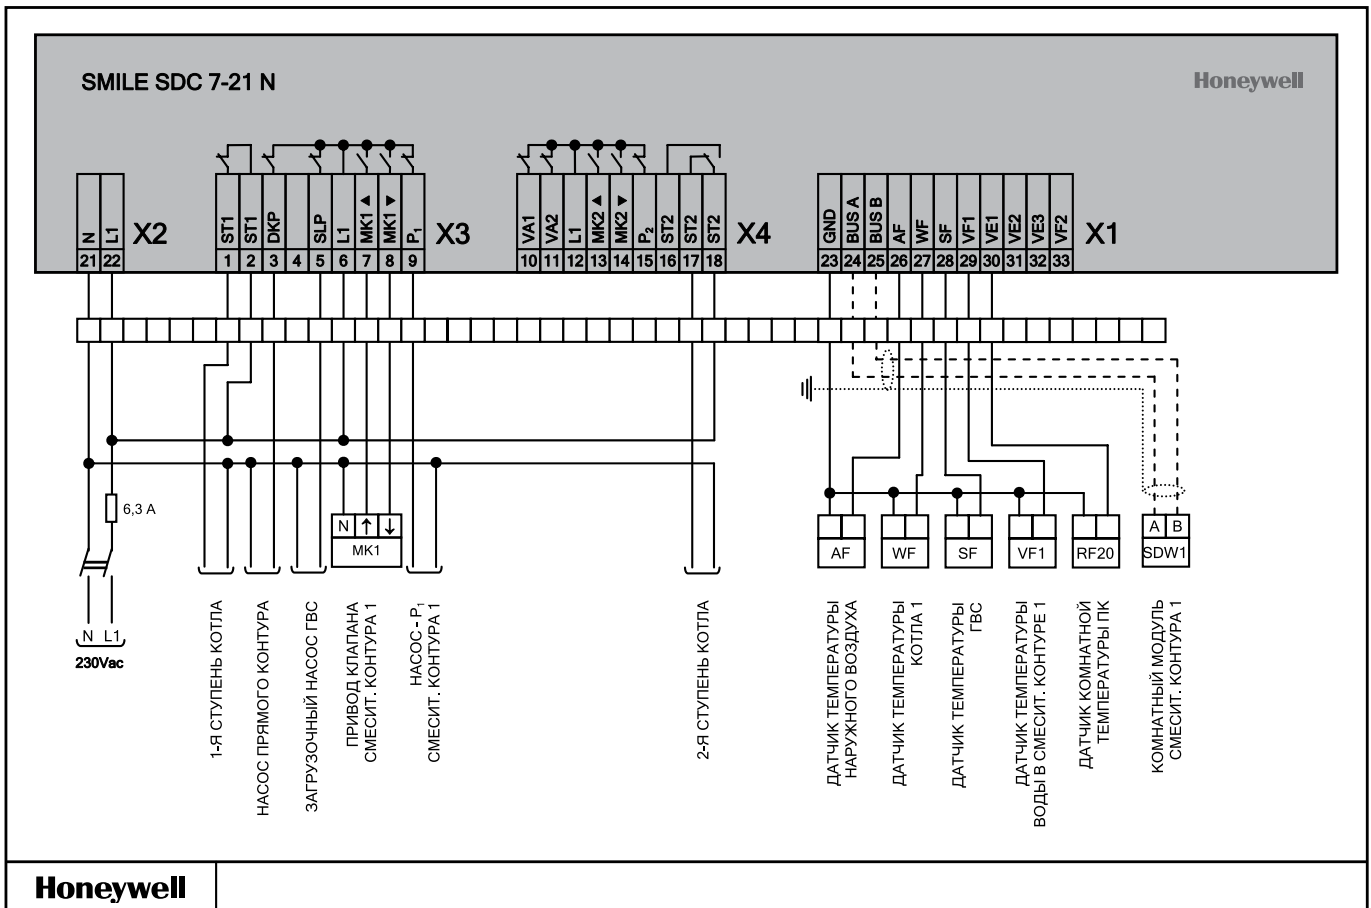 SMILE SDC 7-21 N
Honeywell
N
L1
X2
21
22
ST1
ST1
DKP
SLP
L1
MK1 ▲
MK1 ▼
P₁
X3
1
2
3
4
5
6
7
8
9
VA1
VA2
L1
MK2 ▲
MK2 ▼
P₂
ST2
ST2
ST2
X4
10
11
12
13
14
15
16
17
18
GND
BUS A
BUS B
AF
WF
SF
VF1
VE1
VE2
VE3
VF2
X1
23
24
25
26
27
28
29
30
31
32
33
6,3 A
N ↑ ↓
MK1
AF
WF
SF
VF1
RF20
A B
SDW1
N L1
230Vac
1-Я СТУПЕНЬ КОТЛА
НАСОС ПРЯМОГО КОНТУРА
ЗАГРУЗОЧНЫЙ НАСОС ГВС
ПРИВОД КЛАПАНА
СМЕСИТ. КОНТУРА 1
НАСОС - P₁
СМЕСИТ. КОНТУРА 1
2-Я СТУПЕНЬ КОТЛА
ДАТЧИК ТЕМПЕРАТУРЫ
НАРУЖНОГО ВОЗДУХА
ДАТЧИК ТЕМПЕРАТУРЫ
КОТЛА 1
ДАТЧИК ТЕМПЕРАТУРЫ
ГВС
ДАТЧИК ТЕМПЕРАТУРЫ
ВОДЫ В СМЕСИТ. КОНТУРЕ 1
ДАТЧИК КОМНАТНОЙ
ТЕМПЕРАТУРЫ ПК
КОМНАТНЫЙ МОДУЛЬ
СМЕСИТ. КОНТУРА 1
Honeywell